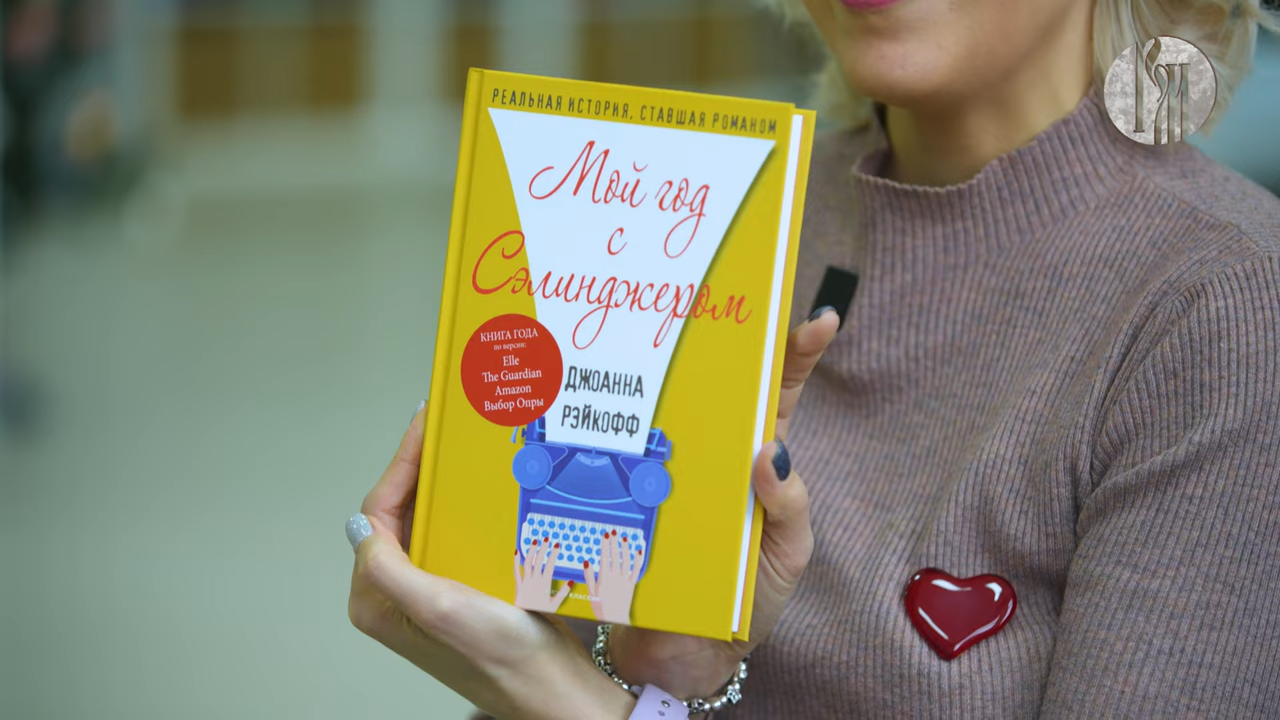 РЕАЛЬНАЯ ИСТОРИЯ, СТАВШАЯ РОМАНОМ
Мой год
с
Сэлинджером
КНИГА ГОДА
по версии:
Elle
The Guardian
Amazon
Выбор Опры
ДЖОАННА
РЭЙКОФФ